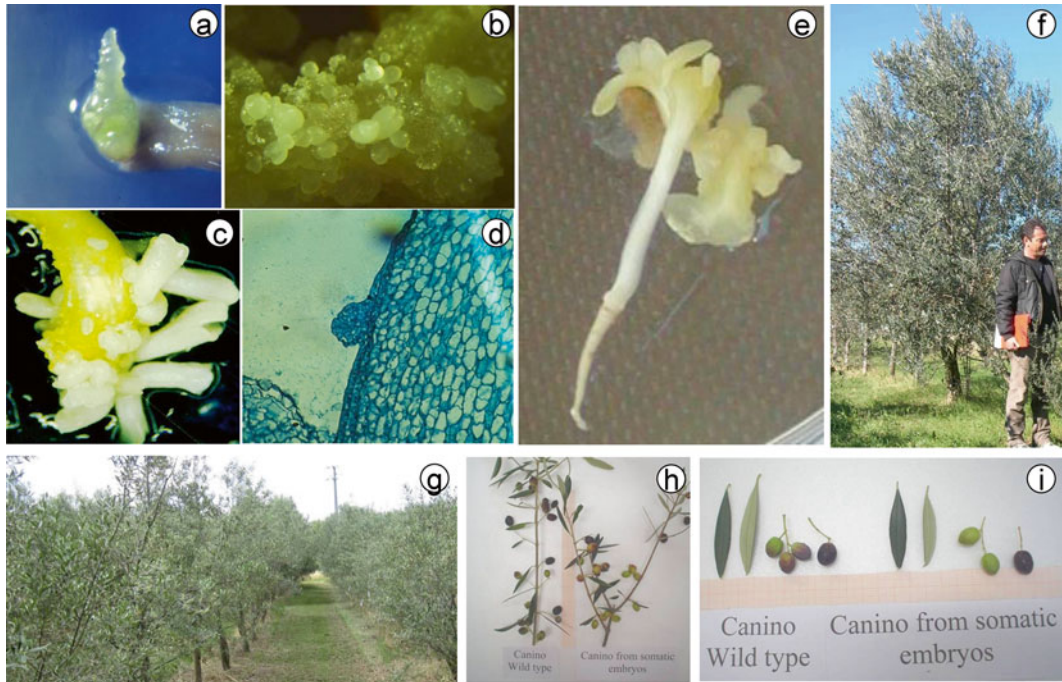 a
b
c
d
e
f
g
h
i
Canino
Wild type
Canino from somatic
embryos
Canino
Wild type
Canino from somatic
embryos